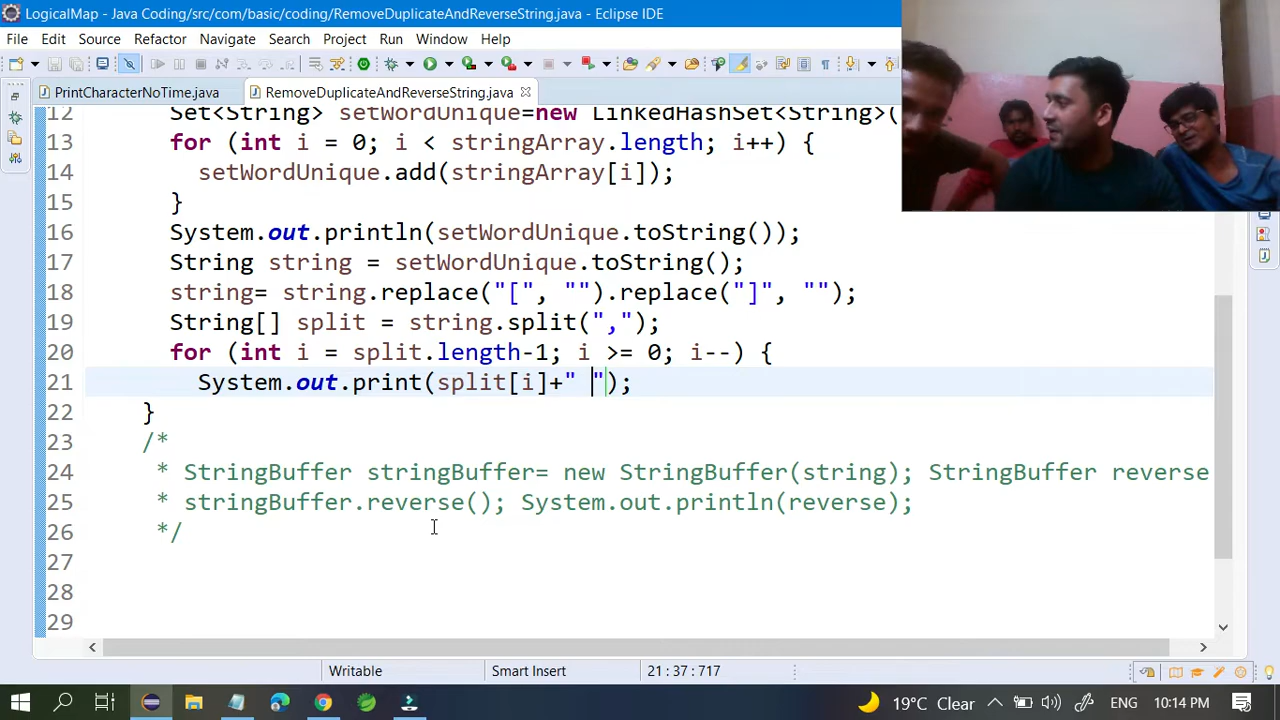 LogicalMap - Java Coding/src/com/basic/coding/RemoveDuplicateAndReverseString.java - Eclipse IDE
File Edit Source Refactor Navigate Search Project Run Window Help
PrintCharacterNoTime.java RemoveDuplicateAndReverseString.java
12 Set<String> setWordUnique=new LinkedHashSet<String>(
13 for (int i = 0; i < stringArray.length; i++) {
14 setWordUnique.add(stringArray[i]);
15 }
16 System.out.println(setWordUnique.toString());
17 String string = setWordUnique.toString();
18 string= string.replace("[", "").replace("]", "");
19 String[] split = string.split(",");
20 for (int i = split.length-1; i >= 0; i--) {
21 System.out.print(split[i]+" ");
22 }
23 /*
24 * StringBuffer stringBuffer= new StringBuffer(string); StringBuffer reverse
25 * stringBuffer.reverse(); System.out.println(reverse);
26 */
27
28
29
Writable Smart Insert 21 : 37 : 717
19°C Clear ENG 10:14 PM